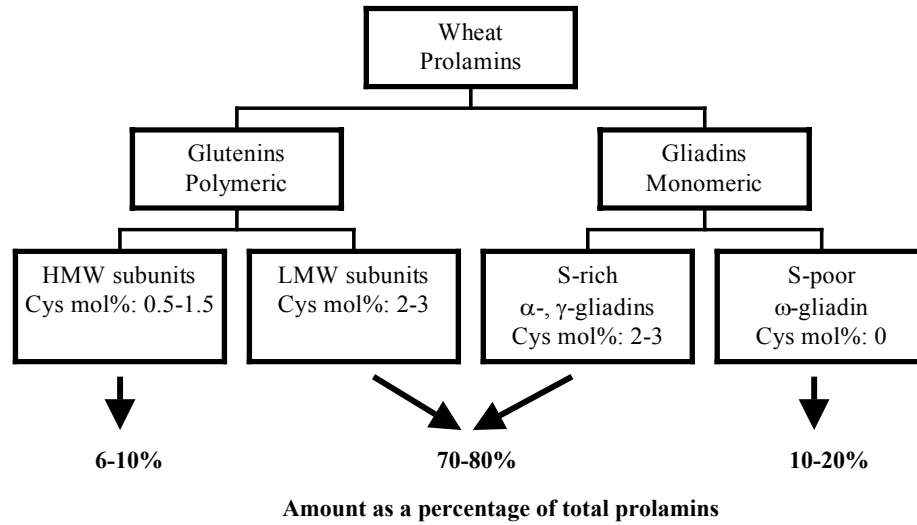 Wheat
Prolamins
Glutenins
Polymeric
Gliadins
Monomeric
HMW subunits
Cys mol%: 0.5-1.5
LMW subunits
Cys mol%: 2-3
S-rich
α-, γ-gliadins
Cys mol%: 2-3
S-poor
ω-gliadin
Cys mol%: 0
6-10%
70-80%
10-20%
Amount as a percentage of total prolamins